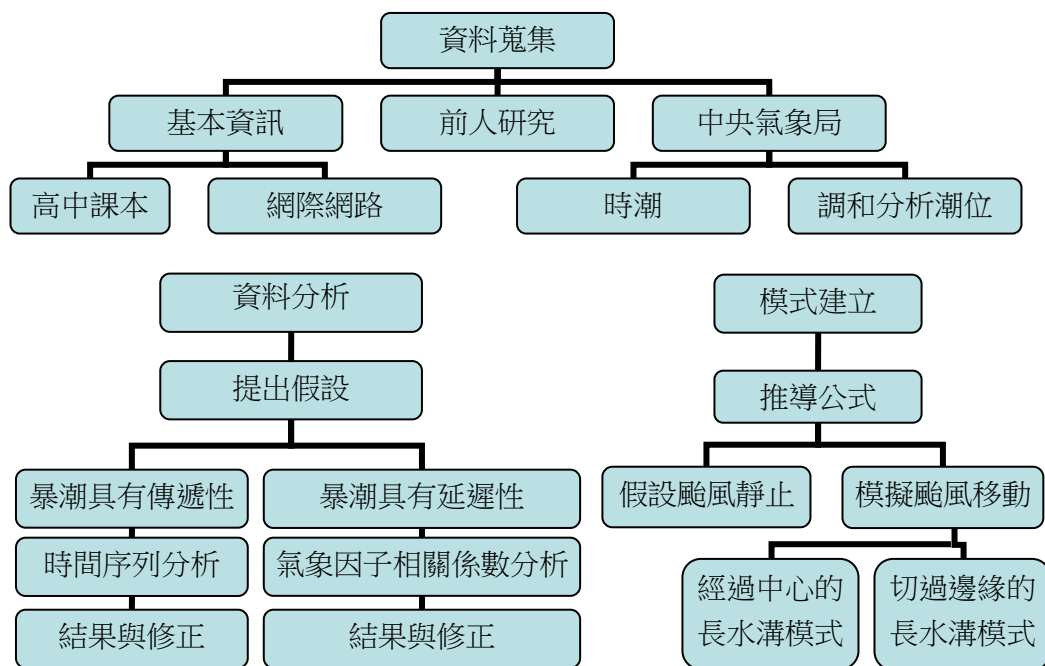 資料蒐集
基本資訊
前人研究
中央氣象局
高中課本
網際網路
時潮
調和分析潮位
資料分析
提出假設
暴潮具有傳遞性
暴潮具有延遲性
時間序列分析
氣象因子相關係數分析
結果與修正
結果與修正
模式建立
推導公式
假設颱風靜止
模擬颱風移動
經過中心的
長水溝模式
切過邊緣的
長水溝模式